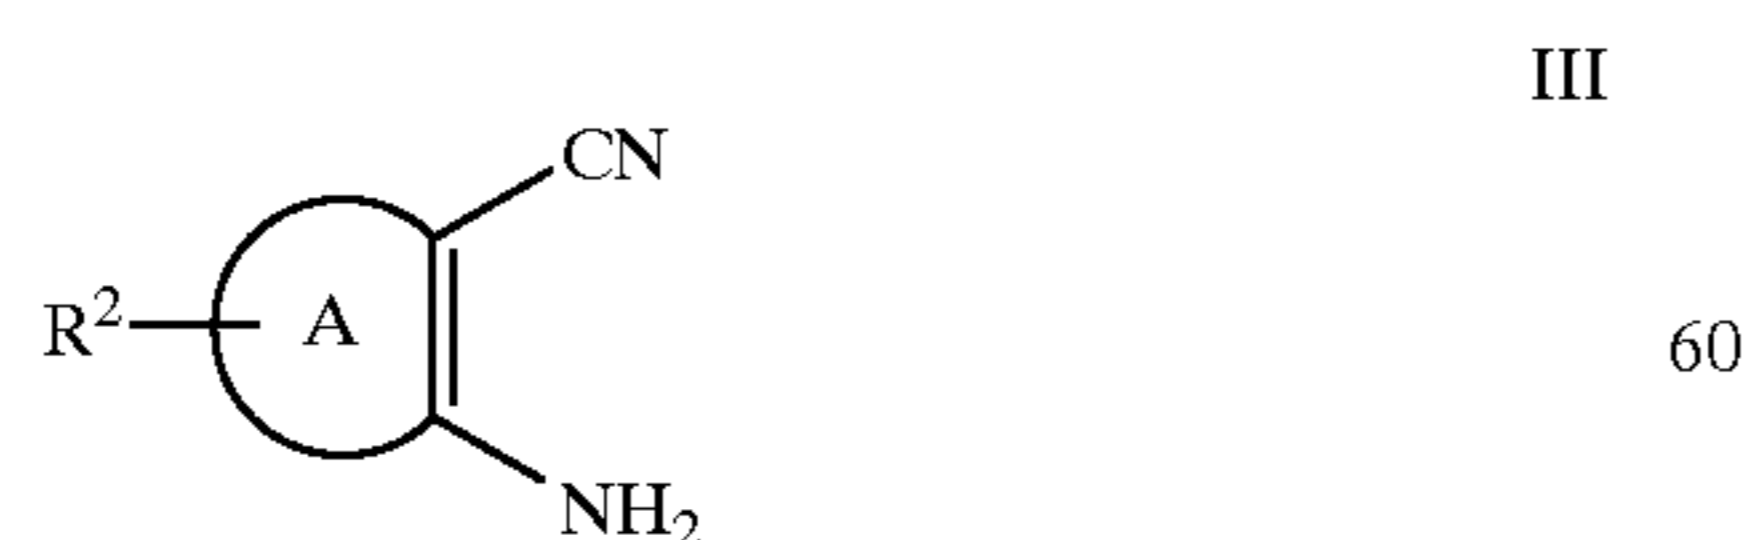 III
CN
R² A
60
NH₂